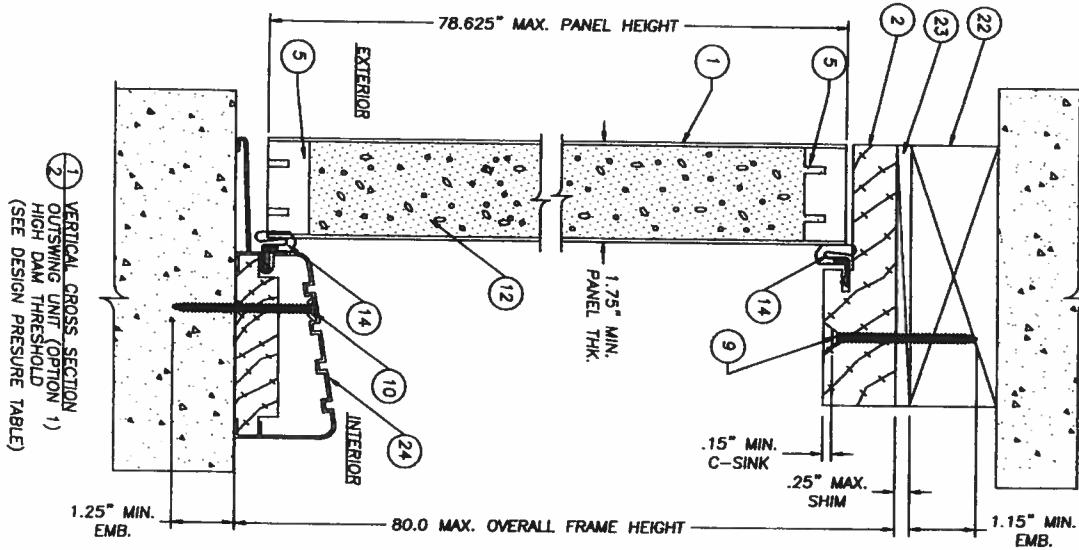 78.625" MAX. PANEL HEIGHT
2
23
22
5
EXTERIOR
1
5
1.75" MIN.
PANEL THK.
12
14
14
9
10
24
INTERIOR
1
2
VERTICAL CROSS SECTION
OUTSWING UNIT (OPTION 1)
HIGH DAM THRESHOLD
(SEE DESIGN PRESURE TABLE)
.15" MIN.
C-SINK
.25" MAX.
SHIM
1.25" MIN.
EMB.
80.0 MAX. OVERALL FRAME HEIGHT
1.15" MIN.
EMB.